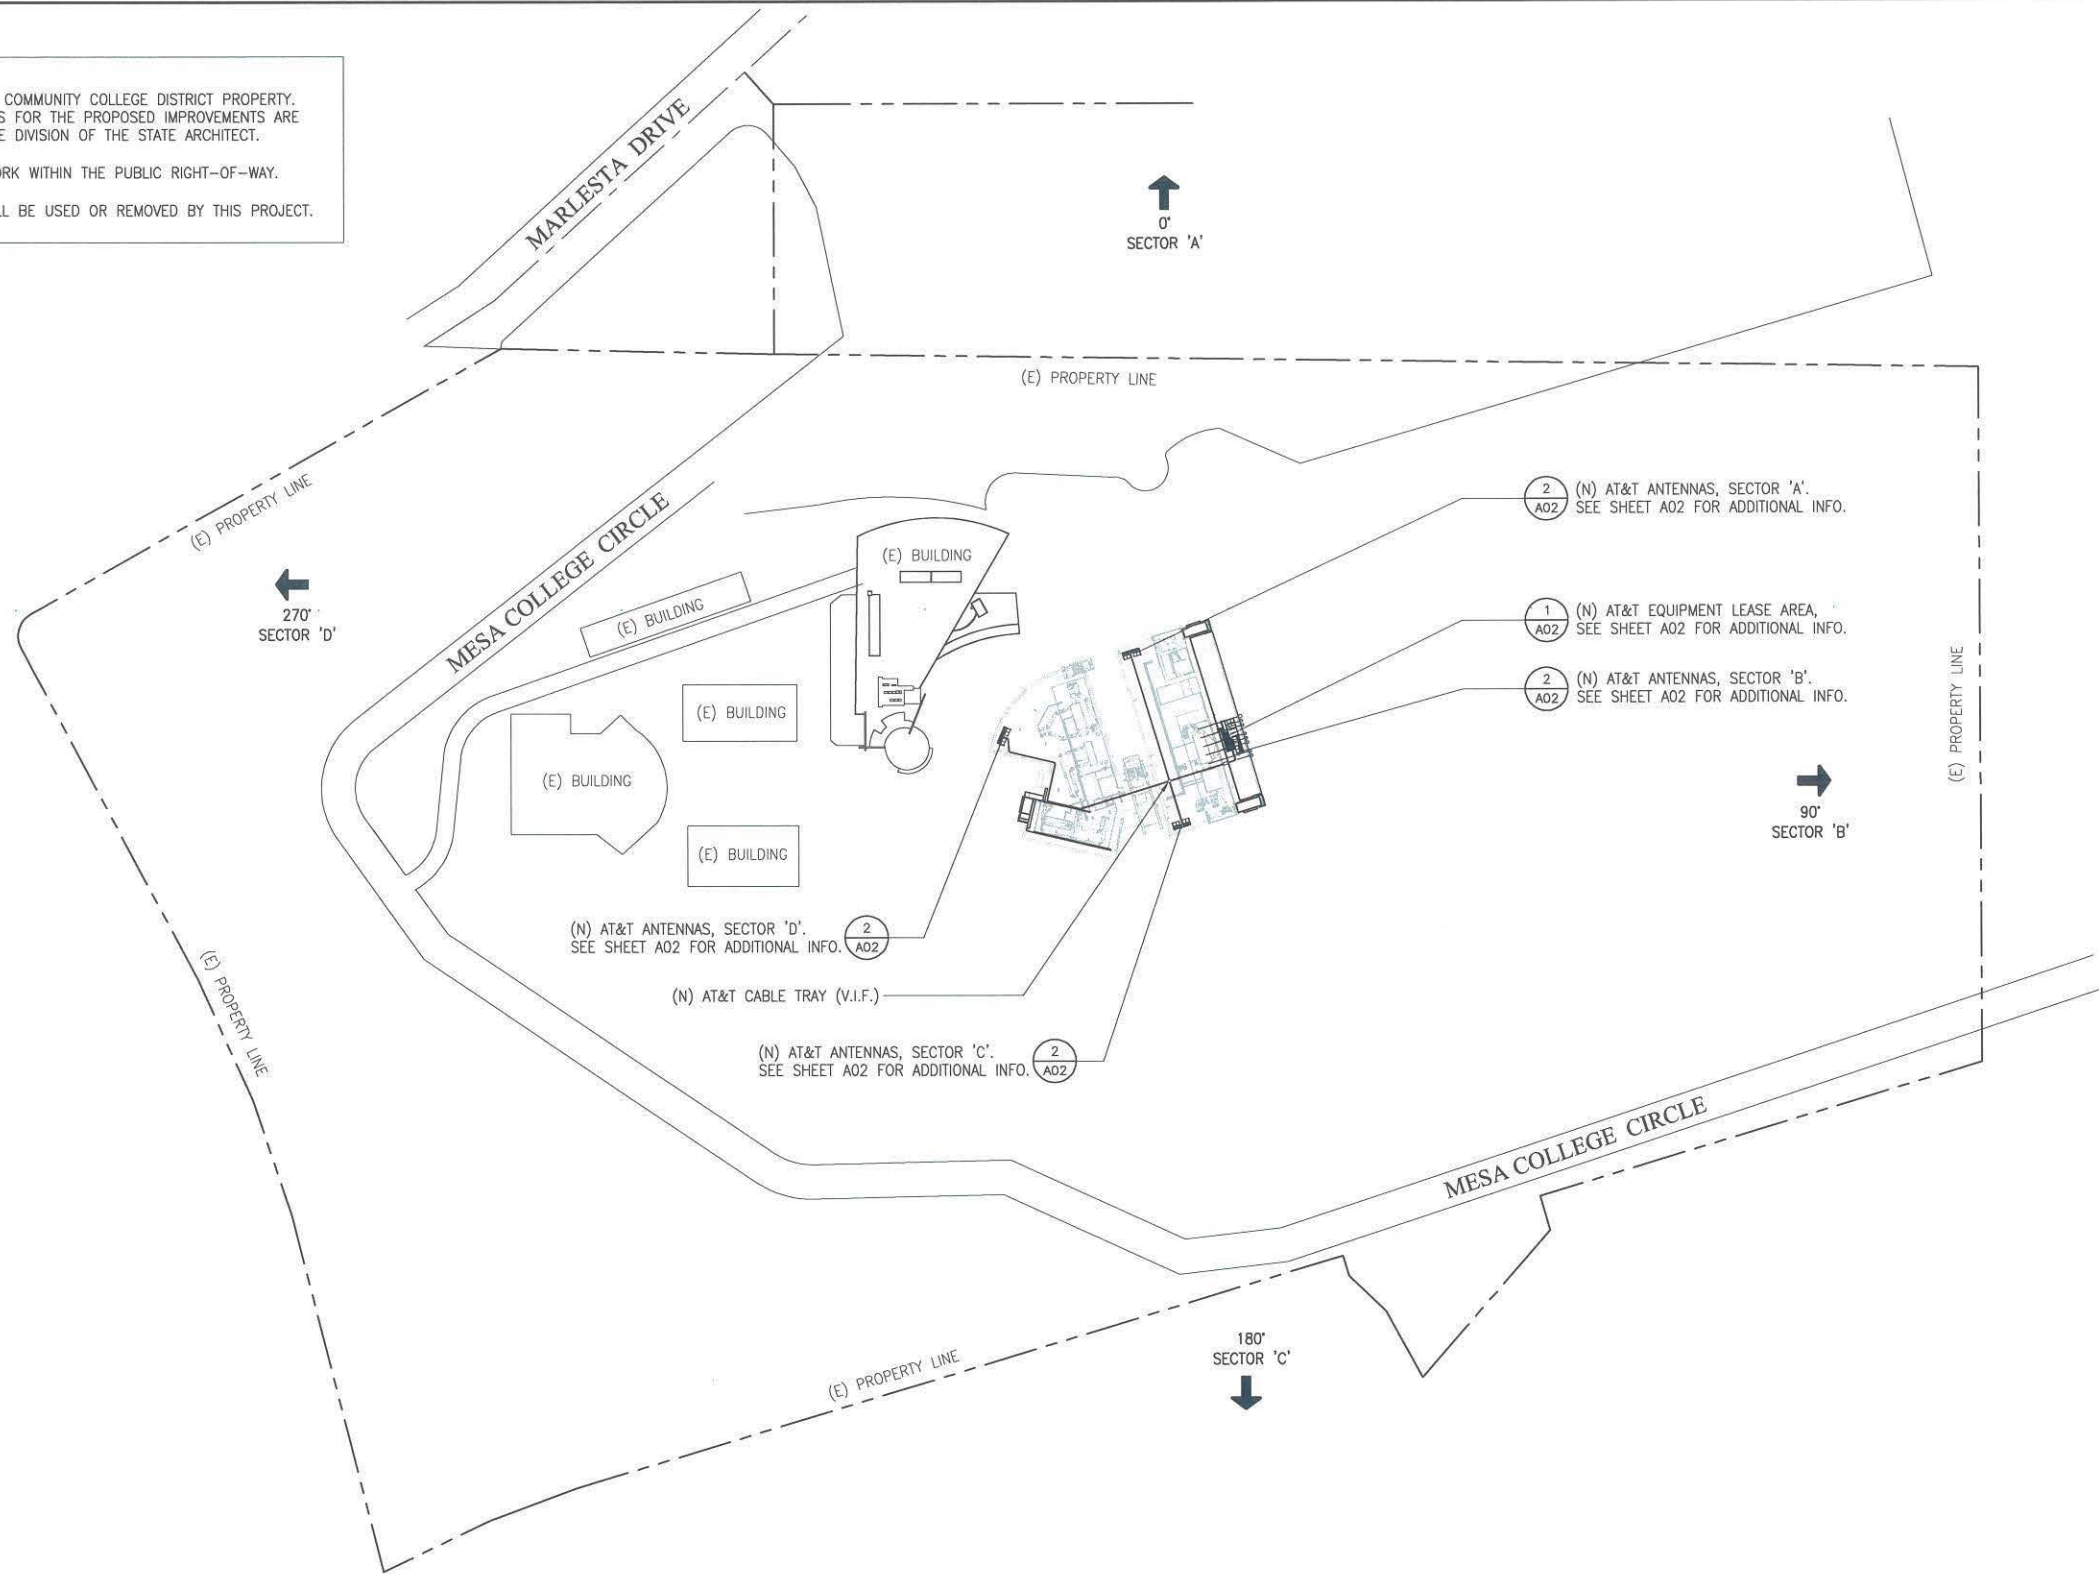 COMMUNITY COLLEGE DISTRICT PROPERTY.
FOR THE PROPOSED IMPROVEMENTS ARE
DIVISION OF THE STATE ARCHITECT.
WITHIN THE PUBLIC RIGHT-OF-WAY.
BE USED OR REMOVED BY THIS PROJECT.
MARLESTA DRIVE
0°
SECTOR 'A'
(E) PROPERTY LINE
(E) PROPERTY LINE
2
A02
(N) AT&T ANTENNAS, SECTOR 'A'.
SEE SHEET A02 FOR ADDITIONAL INFO.
MESA COLLEGE CIRCLE
(E) BUILDING
270°
SECTOR 'D'
(E) BUILDING
1
A02
(N) AT&T EQUIPMENT LEASE AREA,
SEE SHEET A02 FOR ADDITIONAL INFO.
2
A02
(N) AT&T ANTENNAS, SECTOR 'B'.
SEE SHEET A02 FOR ADDITIONAL INFO.
(E) PROPERTY LINE
(E) BUILDING
(E) BUILDING
90°
SECTOR 'B'
(E) BUILDING
(N) AT&T ANTENNAS, SECTOR 'D'.
SEE SHEET A02 FOR ADDITIONAL INFO.
2
A02
(E) PROPERTY LINE
(N) AT&T CABLE TRAY (V.I.F.)
(N) AT&T ANTENNAS, SECTOR 'C'.
SEE SHEET A02 FOR ADDITIONAL INFO.
2
A02
MESA COLLEGE CIRCLE
180°
SECTOR 'C'
(E) PROPERTY LINE